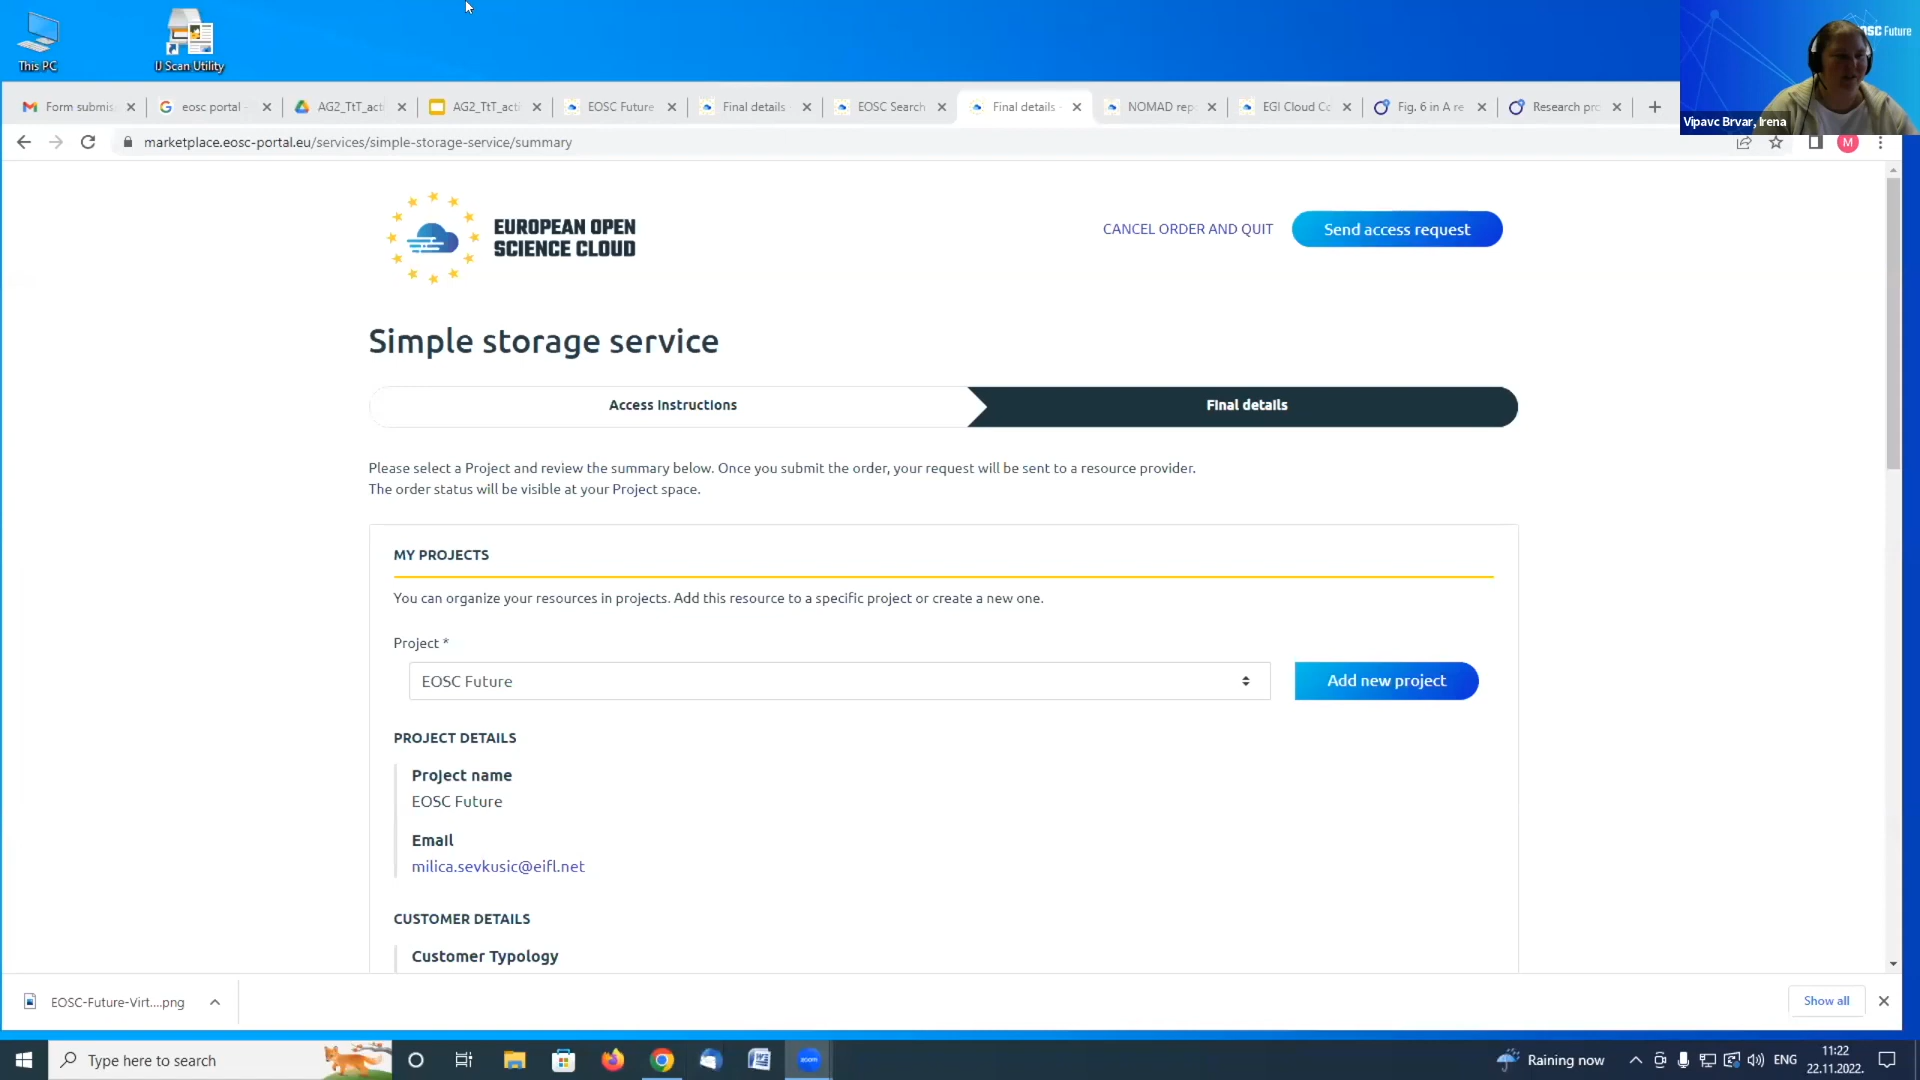 This PC
IJ Scan Utility
SC Future
Vipavc Brvar, Irena
Form submis
eosc portal -
AG2_TtT_acti
AG2_TtT_acti
EOSC Future
Final details
EOSC Search
Final details -
NOMAD rep
EGI Cloud Co
Fig. 6 in A re
Research pro
marketplace.eosc-portal.eu/services/simple-storage-service/summary
M
EUROPEAN OPEN
SCIENCE CLOUD
CANCEL ORDER AND QUIT
Send access request
Simple storage service
Access instructions
Final details
Please select a Project and review the summary below. Once you submit the order, your request will be sent to a resource provider.
The order status will be visible at your Project space.
MY PROJECTS
You can organize your resources in projects. Add this resource to a specific project or create a new one.
Project *
EOSC Future
Add new project
PROJECT DETAILS
Project name
EOSC Future
Email
milica.sevkusic@eifl.net
CUSTOMER DETAILS
Customer Typology
EOSC-Future-Virt....png
Show all
Type here to search
zoom
Raining now
ENG
11:22
22.11.2022.